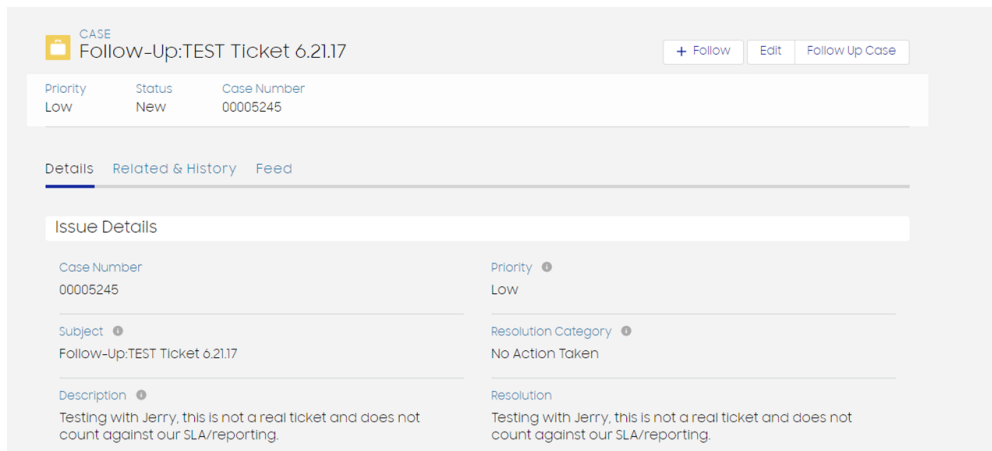 CASE
Follow-Up:TEST Ticket 6.21.17
+ Follow
Edit
Follow Up Case
Priority
Status
Case Number
Low
New
00005245
Details
Related & History
Feed
Issue Details
Case Number
00005245
Priority
Low
Subject
Follow-Up:TEST Ticket 6.21.17
Resolution Category
No Action Taken
Description
Testing with Jerry, this is not a real ticket and does not
count against our SLA/reporting.
Resolution
Testing with Jerry, this is not a real ticket and does not
count against our SLA/reporting.